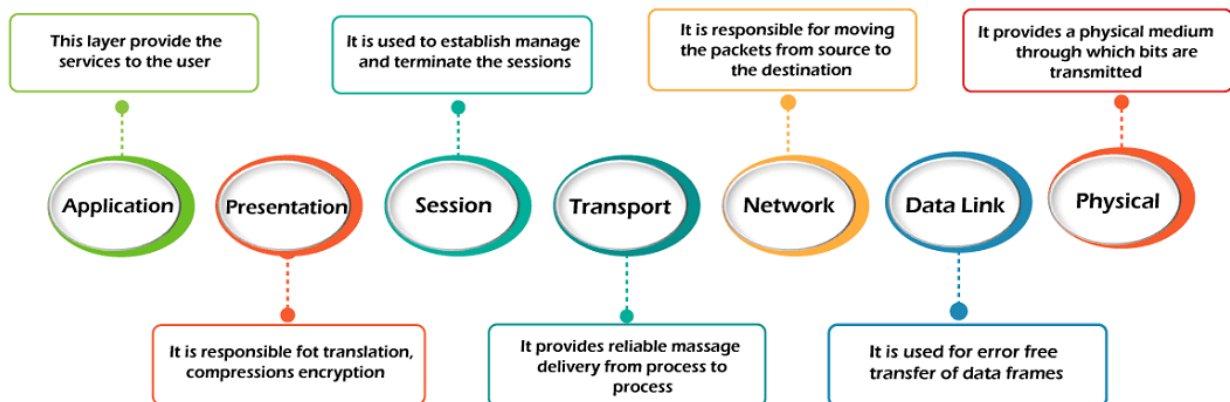 This layer provide the
services to the user
It is used to establish manage
and terminate the sessions
It is responsible for moving
the packets from source to
the destination
It provides a physical medium
through which bits are
transmitted
Application
Presentation
Session
Transport
Network
Data Link
Physical
It is responsible fot translation,
compressions encryption
It provides reliable massage
delivery from process to
process
It is used for error free
transfer of data frames